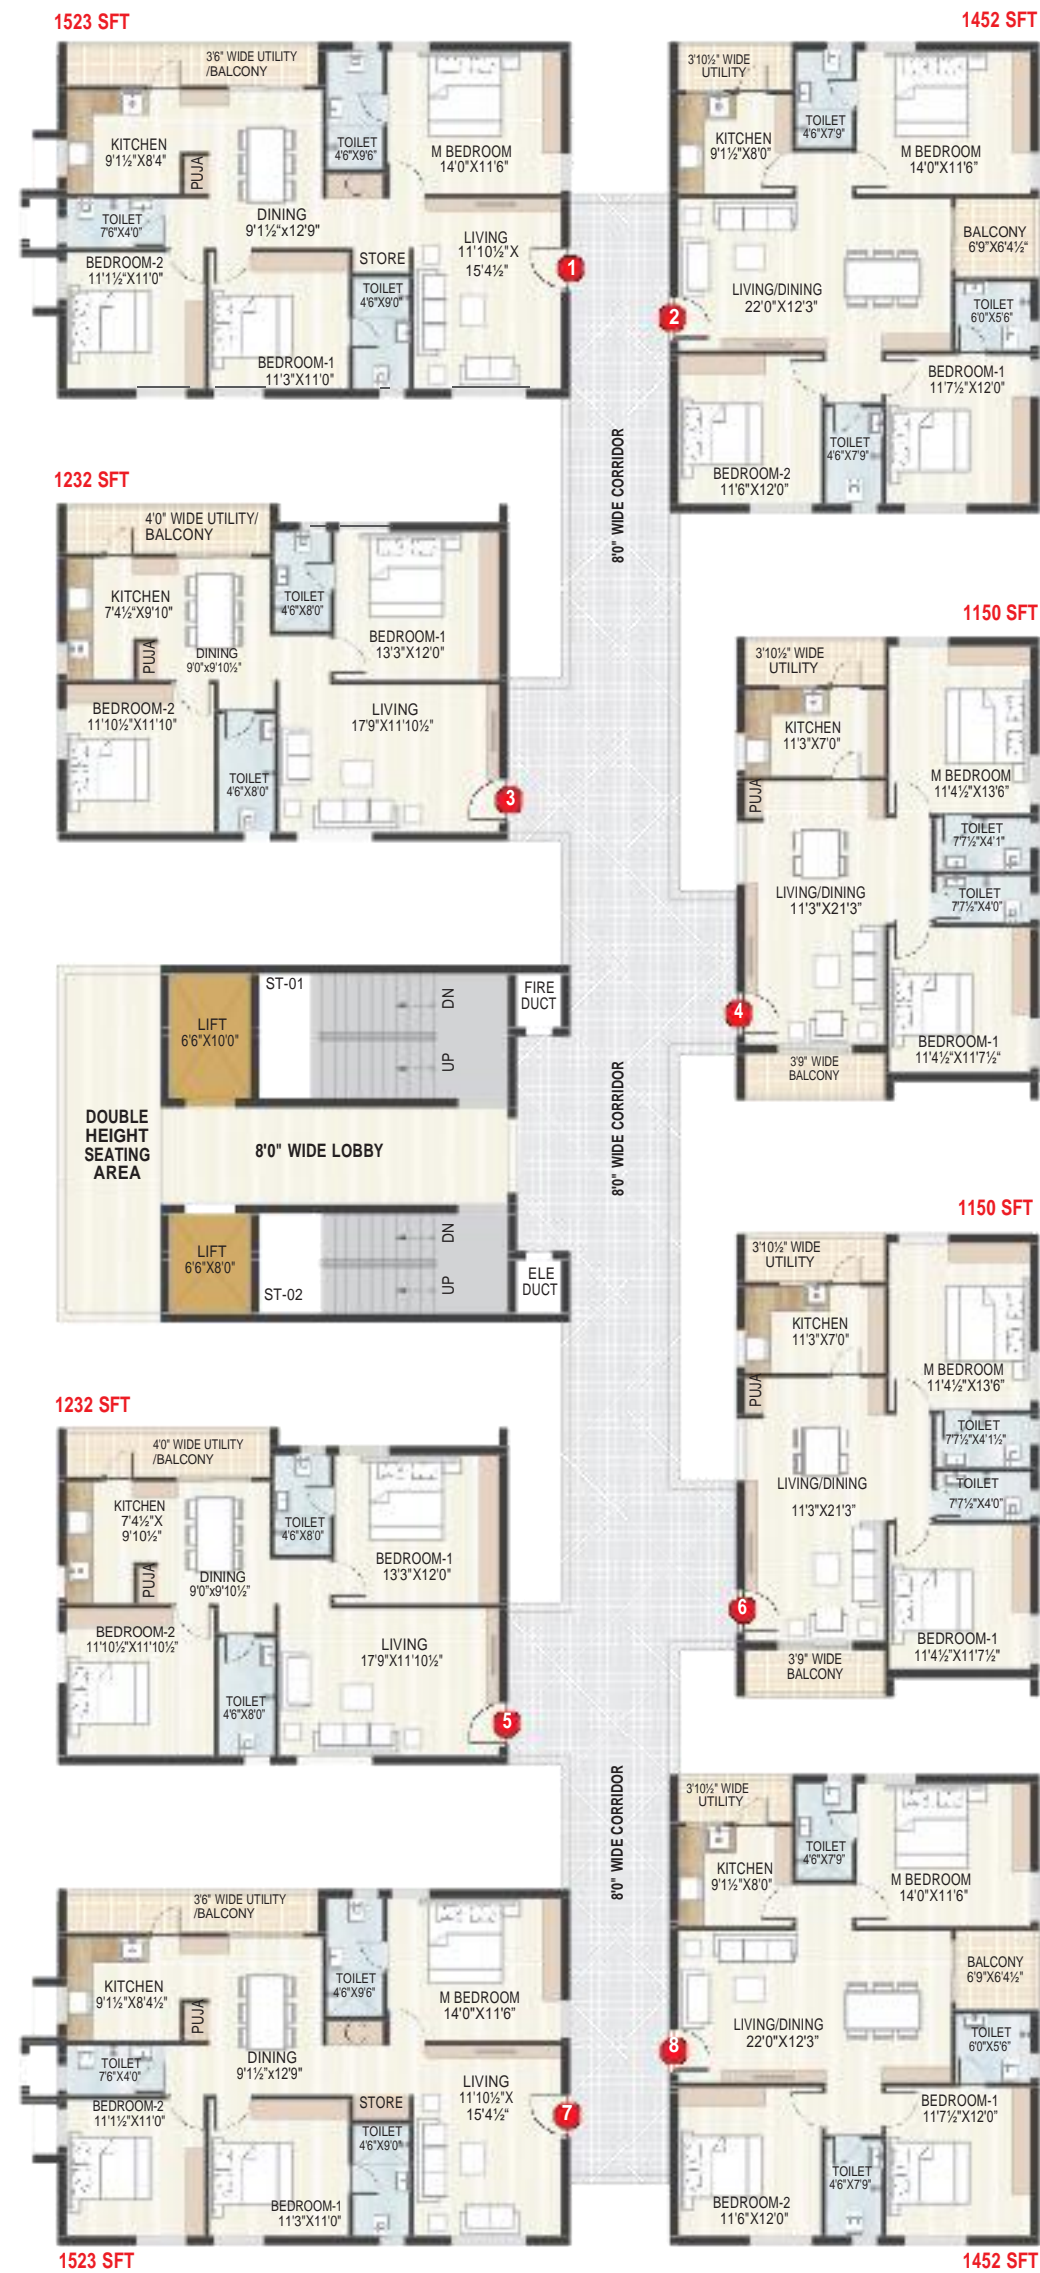 1523 SFT
3'6" WIDE UTILITY
/BALCONY
KITCHEN
9'1½"X8'4"
PUJA
TOILET
4'6"X9'6"
M BEDROOM
14'0"X11'6"
TOILET
7'6"X4'0"
DINING
9'1½"x12'9"
LIVING
11'10½"X
15'4½"
STORE
BEDROOM-2
11'1½"X11'0"
TOILET
4'6"X9'0"
BEDROOM-1
11'3"X11'0"
1
1452 SFT
3'10½" WIDE
UTILITY
KITCHEN
9'1½"X8'0"
TOILET
4'6"X7'9"
M BEDROOM
14'0"X11'6"
BALCONY
6'9"X6'4½"
LIVING/DINING
22'0"X12'3"
TOILET
6'0"X5'6"
2
BEDROOM-1
11'7½"X12'0"
TOILET
4'6"X7'9"
BEDROOM-2
11'6"X12'0"
8'0" WIDE CORRIDOR
1232 SFT
4'0" WIDE UTILITY/
BALCONY
KITCHEN
7'4½"X9'10"
PUJA
DINING
9'0"x9'10½"
TOILET
4'6"X8'0"
BEDROOM-1
13'3"X12'0"
BEDROOM-2
11'10½"X11'10"
LIVING
17'9"X11'10½"
TOILET
4'6"X8'0"
3
1150 SFT
3'10½" WIDE
UTILITY
KITCHEN
11'3"X7'0"
PUJA
M BEDROOM
11'4½"X13'6"
TOILET
7'7½"X4'1"
TOILET
7'7½"X4'0"
LIVING/DINING
11'3"X21'3"
4
BEDROOM-1
11'4½"X11'7½"
3'9" WIDE
BALCONY
ST-01
LIFT
6'6"X10'0"
DN
UP
FIRE
DUCT
DOUBLE
HEIGHT
SEATING
AREA
8'0" WIDE LOBBY
8'0" WIDE CORRIDOR
LIFT
6'6"X8'0"
ST-02
DN
UP
ELE
DUCT
1150 SFT
3'10½" WIDE
UTILITY
KITCHEN
11'3"X7'0"
PUJA
M BEDROOM
11'4½"X13'6"
TOILET
7'7½"X4'1½"
TOILET
7'7½"X4'0"
LIVING/DINING
11'3"X21'3"
6
BEDROOM-1
11'4½"X11'7½"
3'9" WIDE
BALCONY
1232 SFT
4'0" WIDE UTILITY
/BALCONY
KITCHEN
7'4½"X
9'10½"
PUJA
DINING
9'0"x9'10½"
TOILET
4'6"X8'0"
BEDROOM-1
13'3"X12'0"
BEDROOM-2
11'10½"X11'10½"
LIVING
17'9"X11'10½"
TOILET
4'6"X8'0"
5
8'0" WIDE CORRIDOR
3'6" WIDE UTILITY
/BALCONY
KITCHEN
9'1½"X8'4½"
PUJA
TOILET
4'6"X9'6"
M BEDROOM
14'0"X11'6"
TOILET
7'6"X4'0"
DINING
9'1½"x12'9"
LIVING
11'10½"X
15'4½"
STORE
BEDROOM-2
11'1½"X11'0"
TOILET
4'6"X9'0"
BEDROOM-1
11'3"X11'0"
7
1523 SFT
3'10½" WIDE
UTILITY
KITCHEN
9'1½"X8'0"
TOILET
4'6"X7'9"
M BEDROOM
14'0"X11'6"
BALCONY
6'9"X6'4½"
LIVING/DINING
22'0"X12'3"
TOILET
6'0"X5'6"
8
BEDROOM-1
11'7½"X12'0"
TOILET
4'6"X7'9"
BEDROOM-2
11'6"X12'0"
1452 SFT